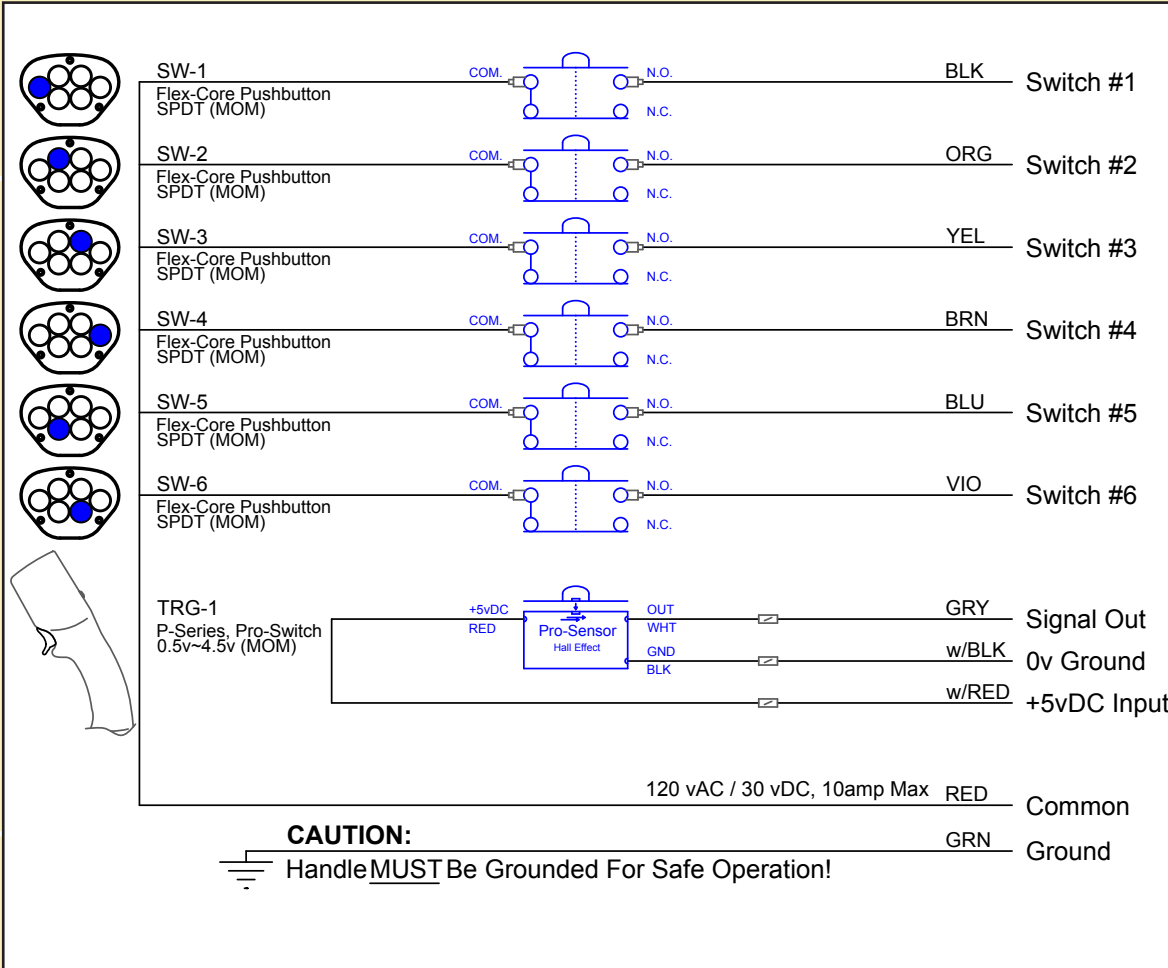 SW-1 COM. N.O. BLK Switch #1
Flex-Core Pushbutton
SPDT (MOM) N.C.
SW-2 COM. N.O. ORG Switch #2
Flex-Core Pushbutton
SPDT (MOM) N.C.
SW-3 COM. N.O. YEL Switch #3
Flex-Core Pushbutton
SPDT (MOM) N.C.
SW-4 COM. N.O. BRN Switch #4
Flex-Core Pushbutton
SPDT (MOM) N.C.
SW-5 COM. N.O. BLU Switch #5
Flex-Core Pushbutton
SPDT (MOM) N.C.
SW-6 COM. N.O. VIO Switch #6
Flex-Core Pushbutton
SPDT (MOM) N.C.
TRG-1 +5vDC OUT GRY Signal Out
P-Series, Pro-Switch RED Pro-Sensor WHT
0.5v~4.5v (MOM) Hall Effect GND w/BLK 0v Ground
BLK
w/RED +5vDC Input
120 vAC / 30 vDC, 10amp Max RED Common
CAUTION: GRN Ground
Handle MUST Be Grounded For Safe Operation!